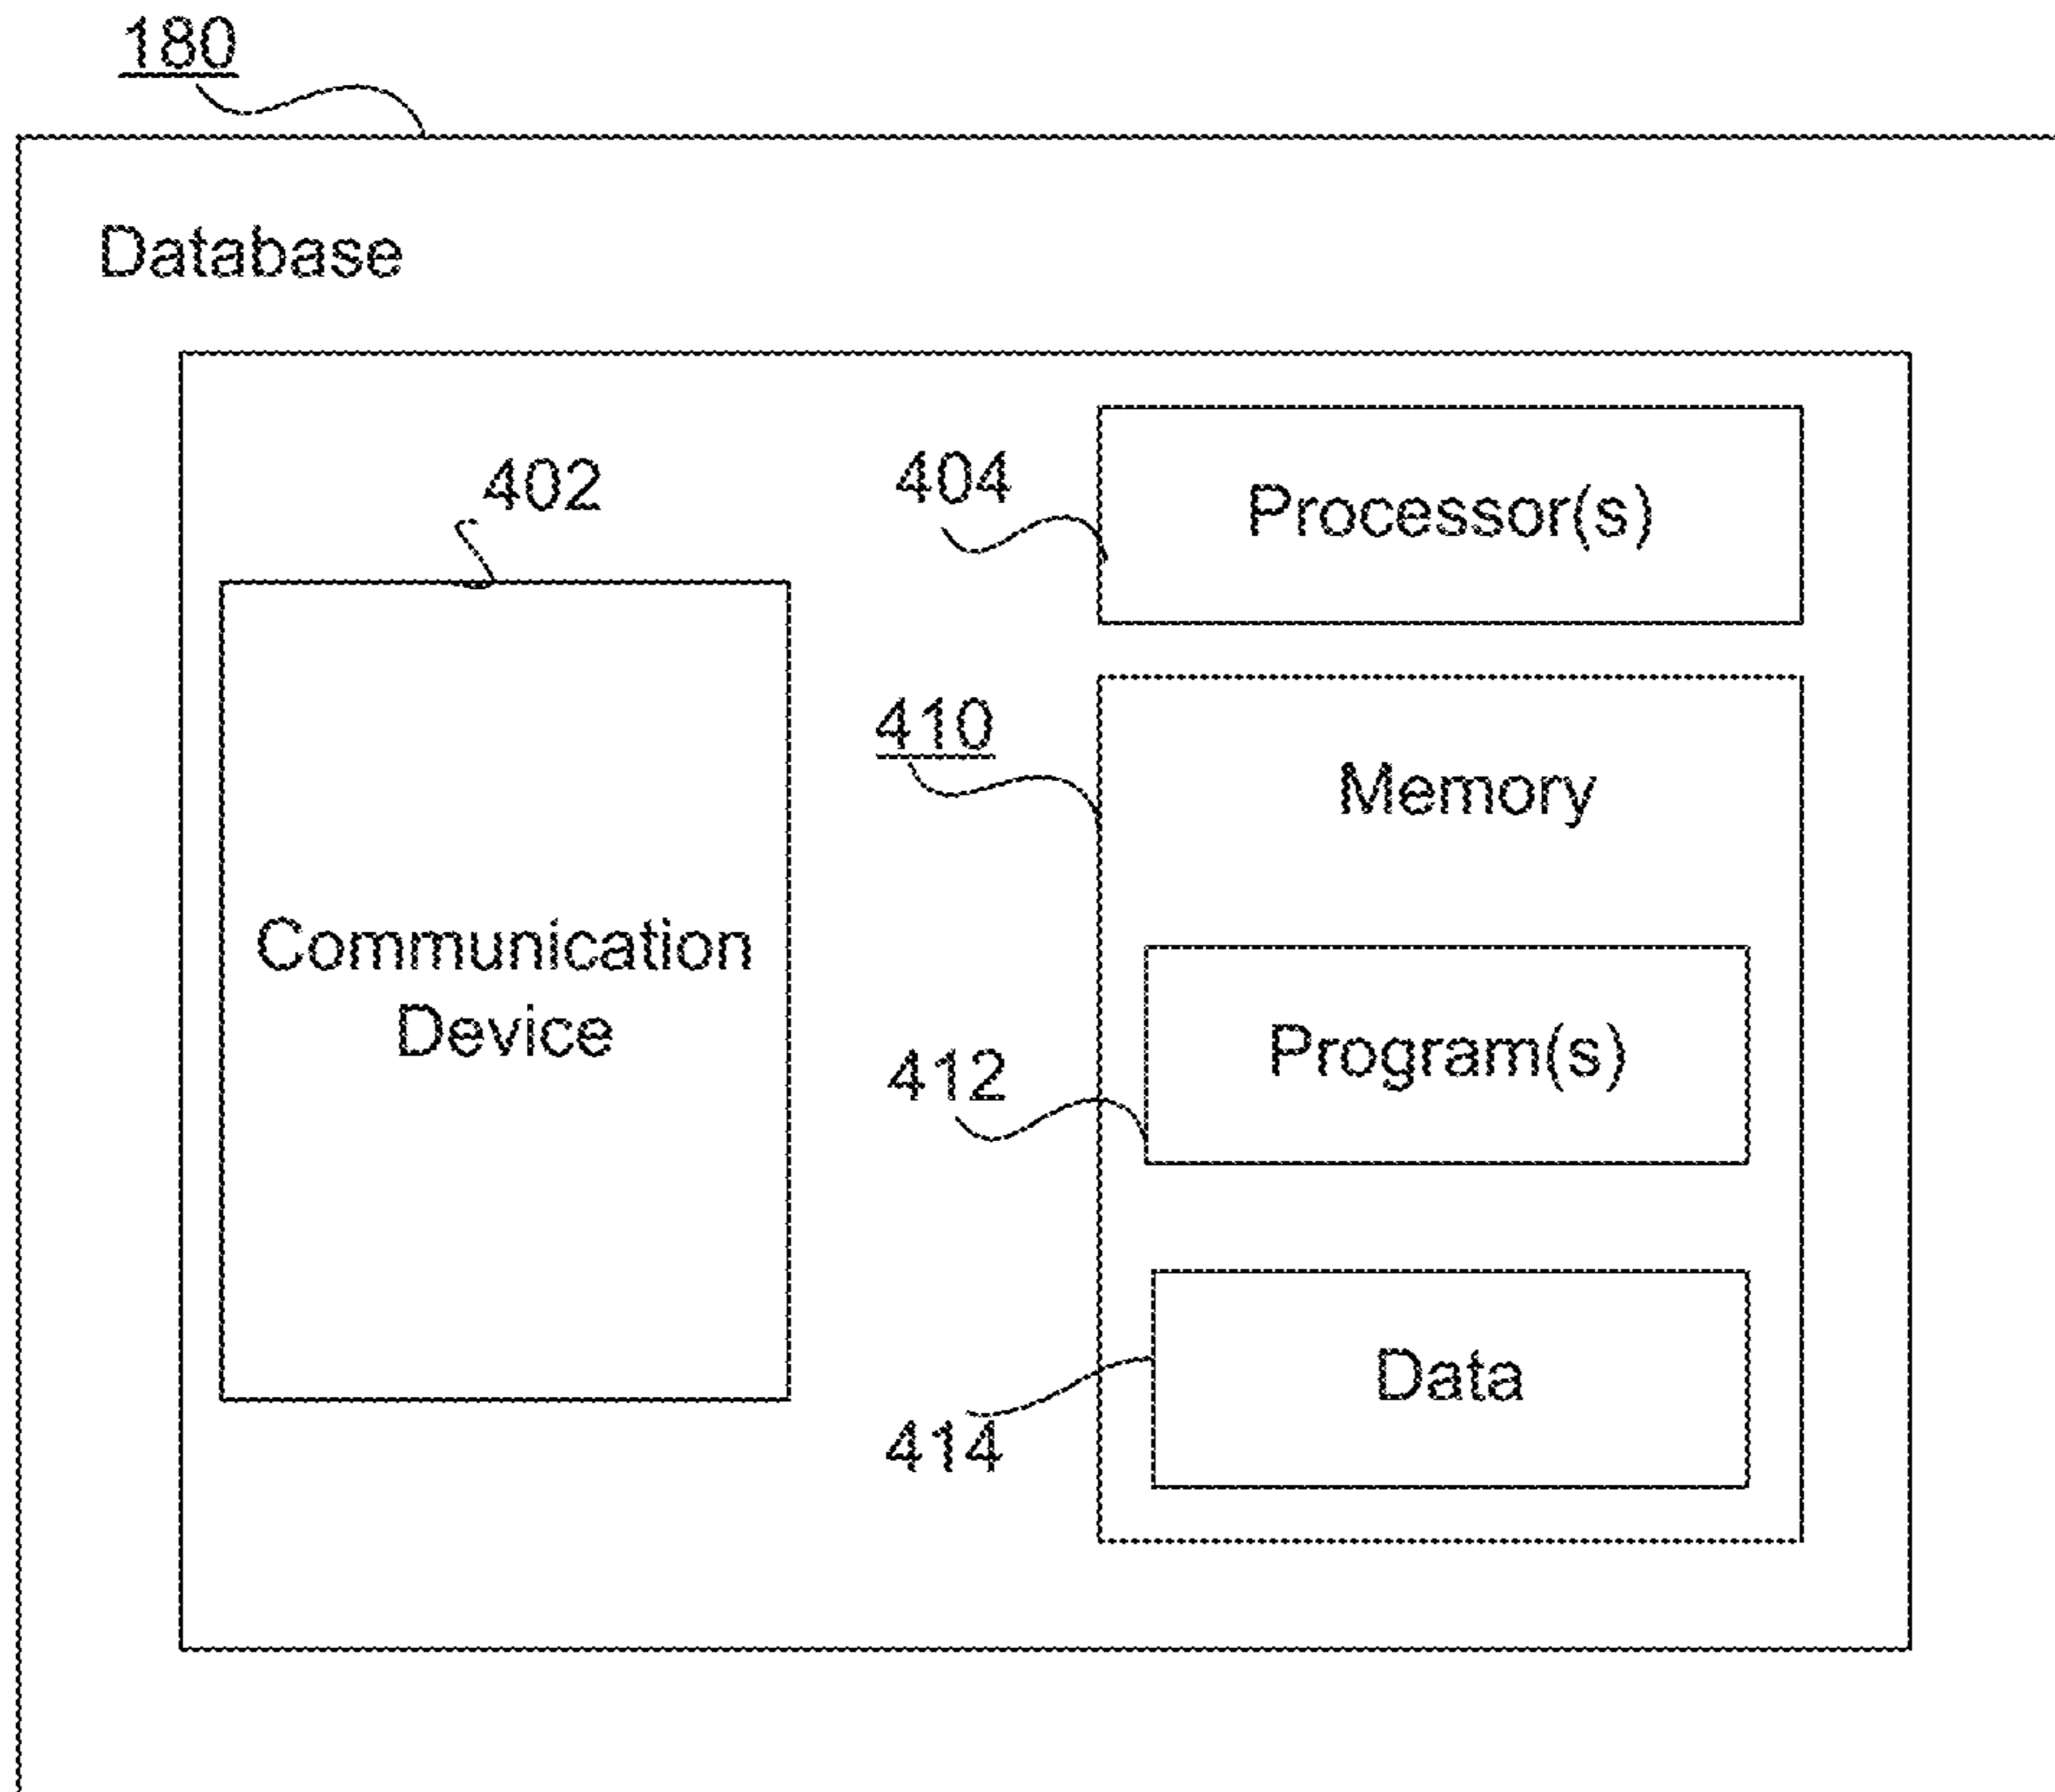 180
Database
402
404
Processor(s)
410
Memory
Communication
Device
412
Program(s)
414
Data